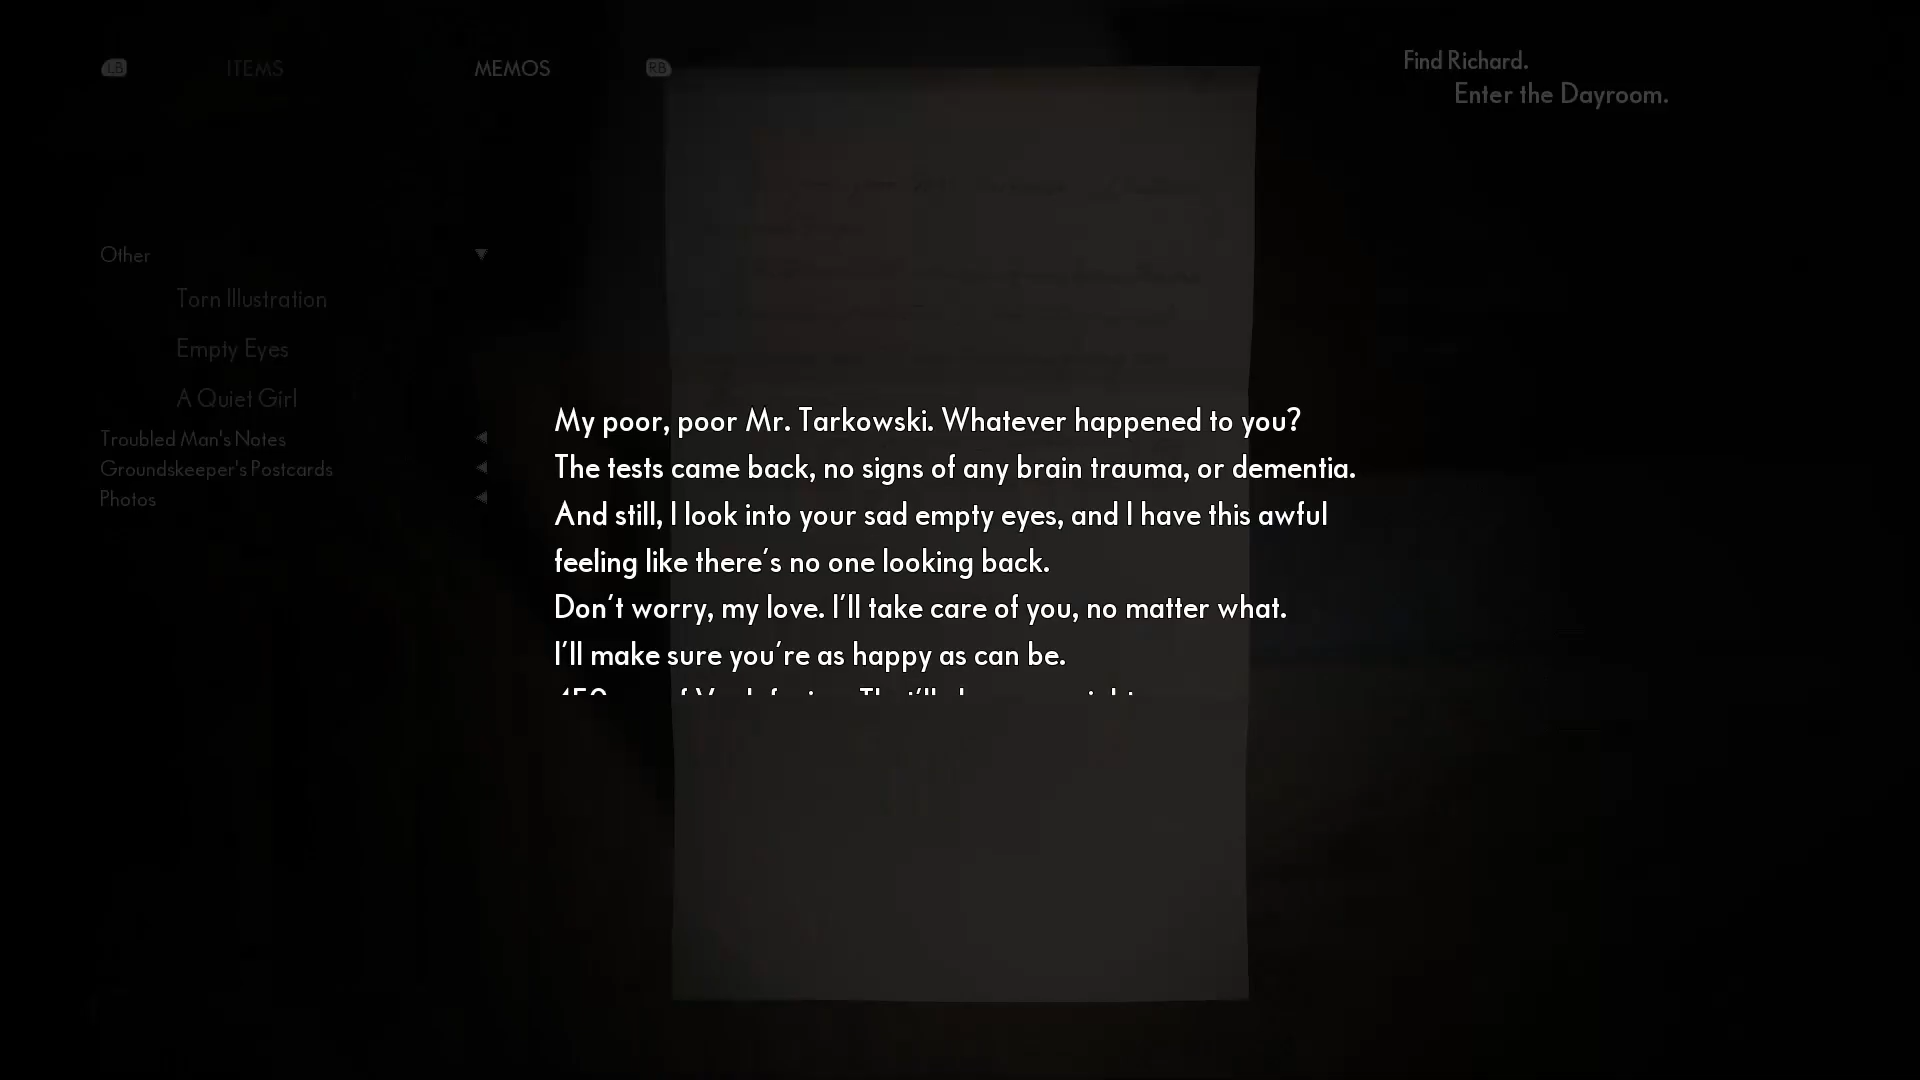 LB ITEMS MEMOS RB
Find Richard.
Enter the Dayroom.
Other
Torn Illustration
Empty Eyes
A Quiet Girl
Troubled Man's Notes
Groundskeeper's Postcards
Photos
My poor, poor Mr. Tarkowski. Whatever happened to you?
The tests came back, no signs of any brain trauma, or dementia.
And still, I look into your sad empty eyes, and I have this awful
feeling like there's no one looking back.
Don't worry, my love. I'll take care of you, no matter what.
I'll make sure you're as happy as can be.